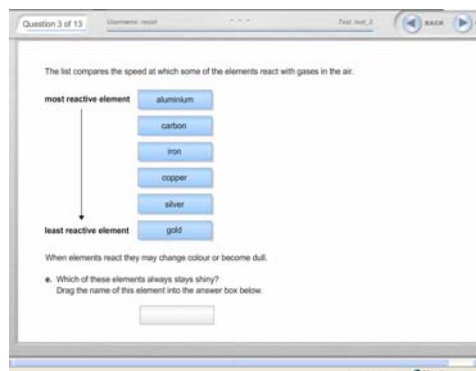 Question 3 of 13
Username:
BACK
The list compares the speed at which some of the elements react with gases in the air.
most reactive element
aluminium
carbon
iron
copper
silver
least reactive element
gold
When elements react they may change colour or become dull.
e. Which of these elements always stays shiny?
Drag the name of this element into the answer box below.